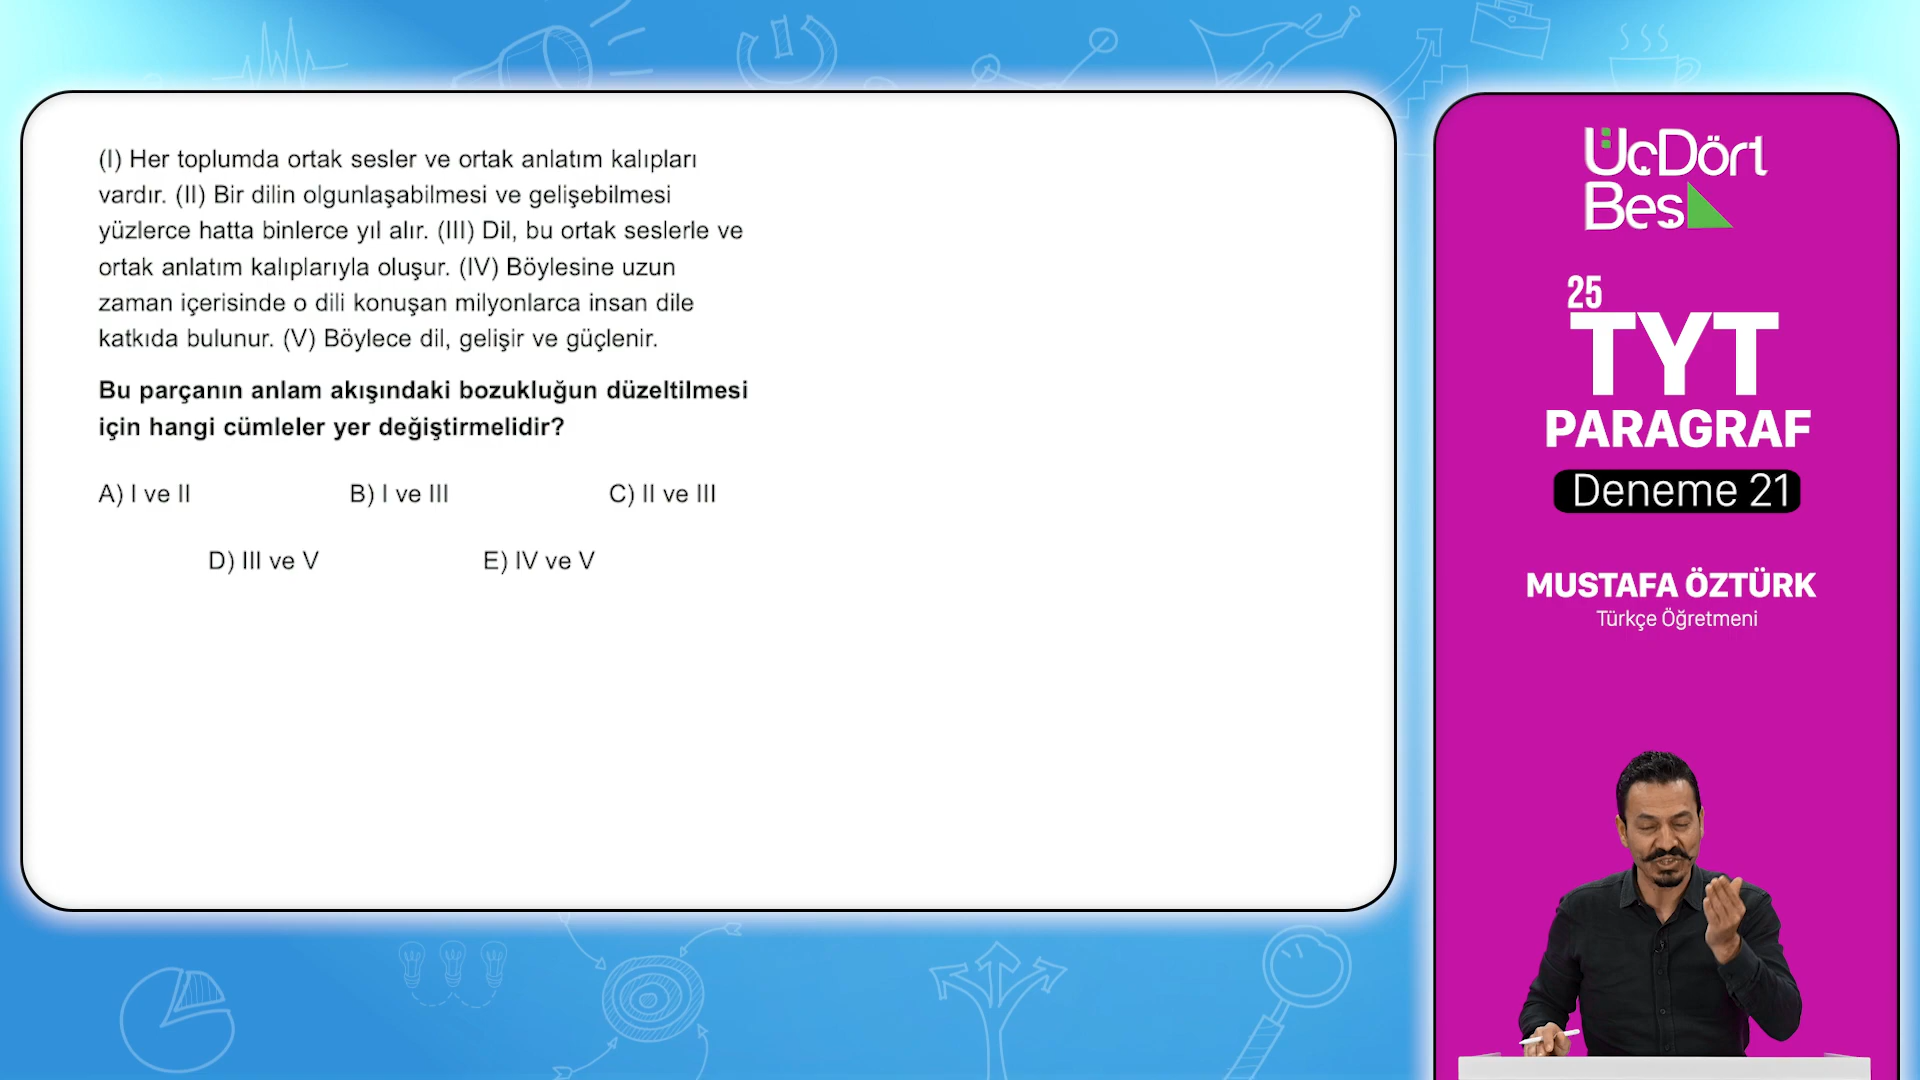 (I) Her toplumda ortak sesler ve ortak anlatım kalıpları
vardır. (II) Bir dilin olgunlaşabilmesi ve gelişebilmesi
yüzlerce hatta binlerce yıl alır. (III) Dil, bu ortak seslerle ve
ortak anlatım kalıplarıyla oluşur. (IV) Böylesine uzun
zaman içerisinde o dili konuşan milyonlarca insan dile
katkıda bulunur. (V) Böylece dil, gelişir ve güçlenir.
Bu parçanın anlam akışındaki bozukluğun düzeltilmesi
için hangi cümleler yer değiştirmelidir?
A) I ve II B) I ve III C) II ve III
D) III ve V E) IV ve V
ÜçDört
Beş
25
TYT
PARAGRAF
Deneme 21
MUSTAFA ÖZTÜRK
Türkçe Öğretmeni